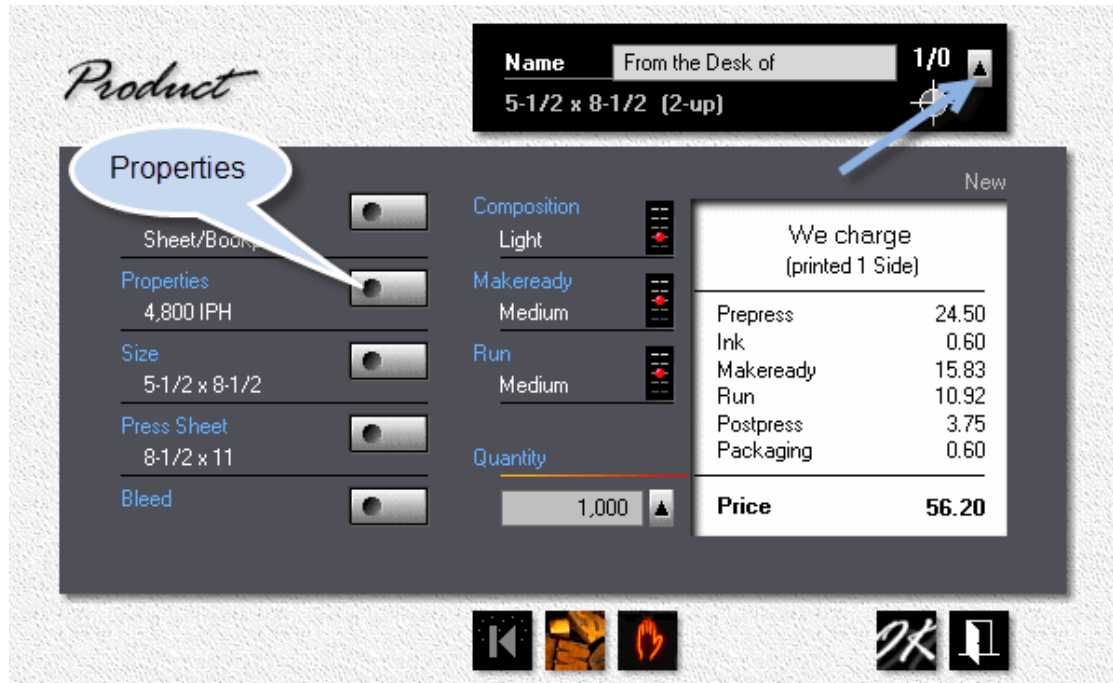 Product
Name From the Desk of 1/0
5-1/2 x 8-1/2 (2-up)
Properties
Sheet/Book
Properties
4,800 IPH
Size
5-1/2 x 8-1/2
Press Sheet
8-1/2 x 11
Bleed
Composition
Light
Makeready
Medium
Run
Medium
Quantity
1,000
New
We charge
(printed 1 Side)
Prepress 24.50
Ink 0.60
Makeready 15.83
Run 10.92
Postpress 3.75
Packaging 0.60
Price 56.20
OK